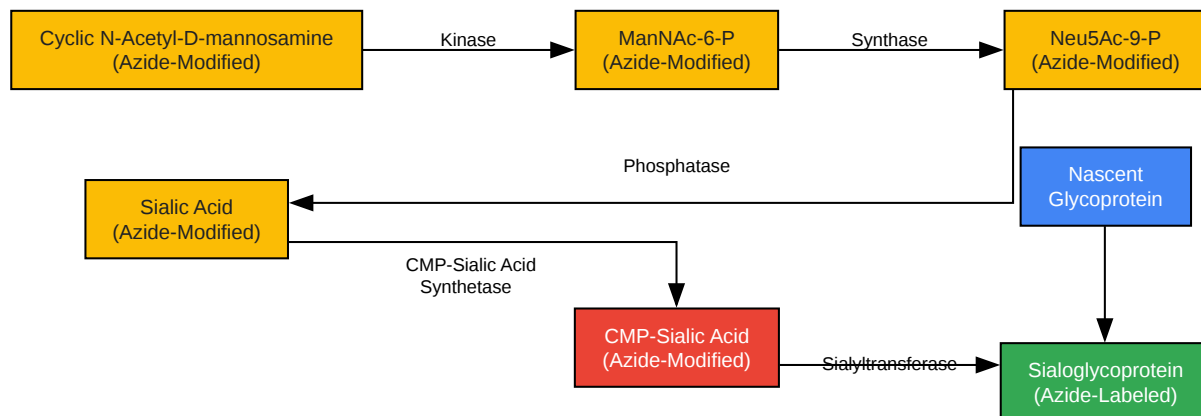 Cyclic N-Acetyl-D-mannosamine
(Azide-Modified)
Kinase
ManNAc-6-P
(Azide-Modified)
Synthase
Neu5Ac-9-P
(Azide-Modified)
Phosphatase
Nascent
Glycoprotein
Sialic Acid
(Azide-Modified)
CMP-Sialic Acid
Synthetase
CMP-Sialic Acid
(Azide-Modified)
Sialyltransferase
Sialoglycoprotein
(Azide-Labeled)